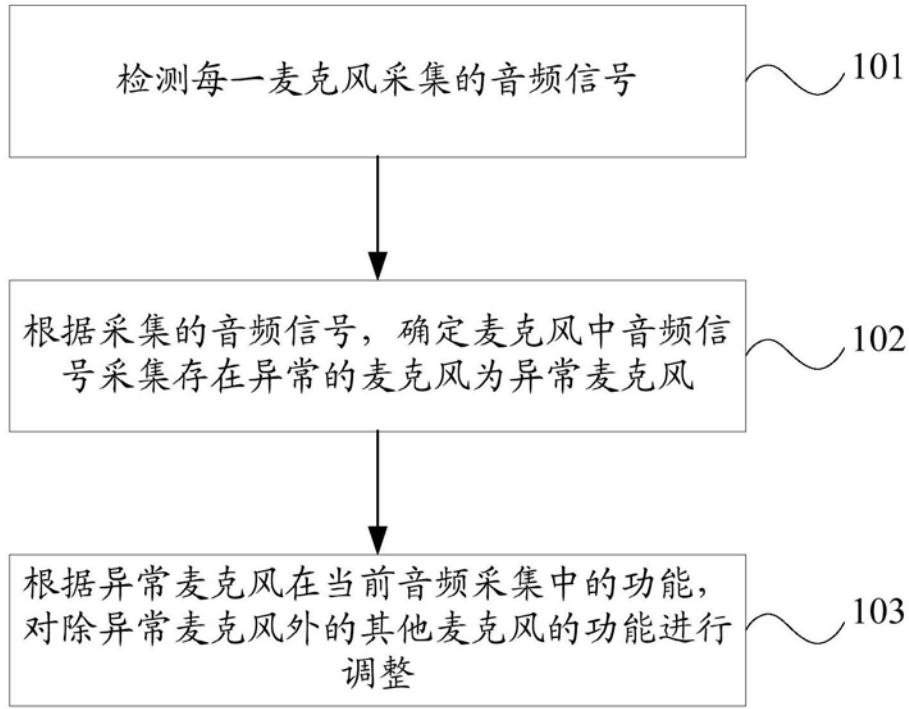 检测每一麦克风采集的音频信号
101
根据采集的音频信号，确定麦克风中音频信
号采集存在异常的麦克风为异常麦克风
102
根据异常麦克风在当前音频采集中的功能，
对除异常麦克风外的其他麦克风的功能进行
调整
103